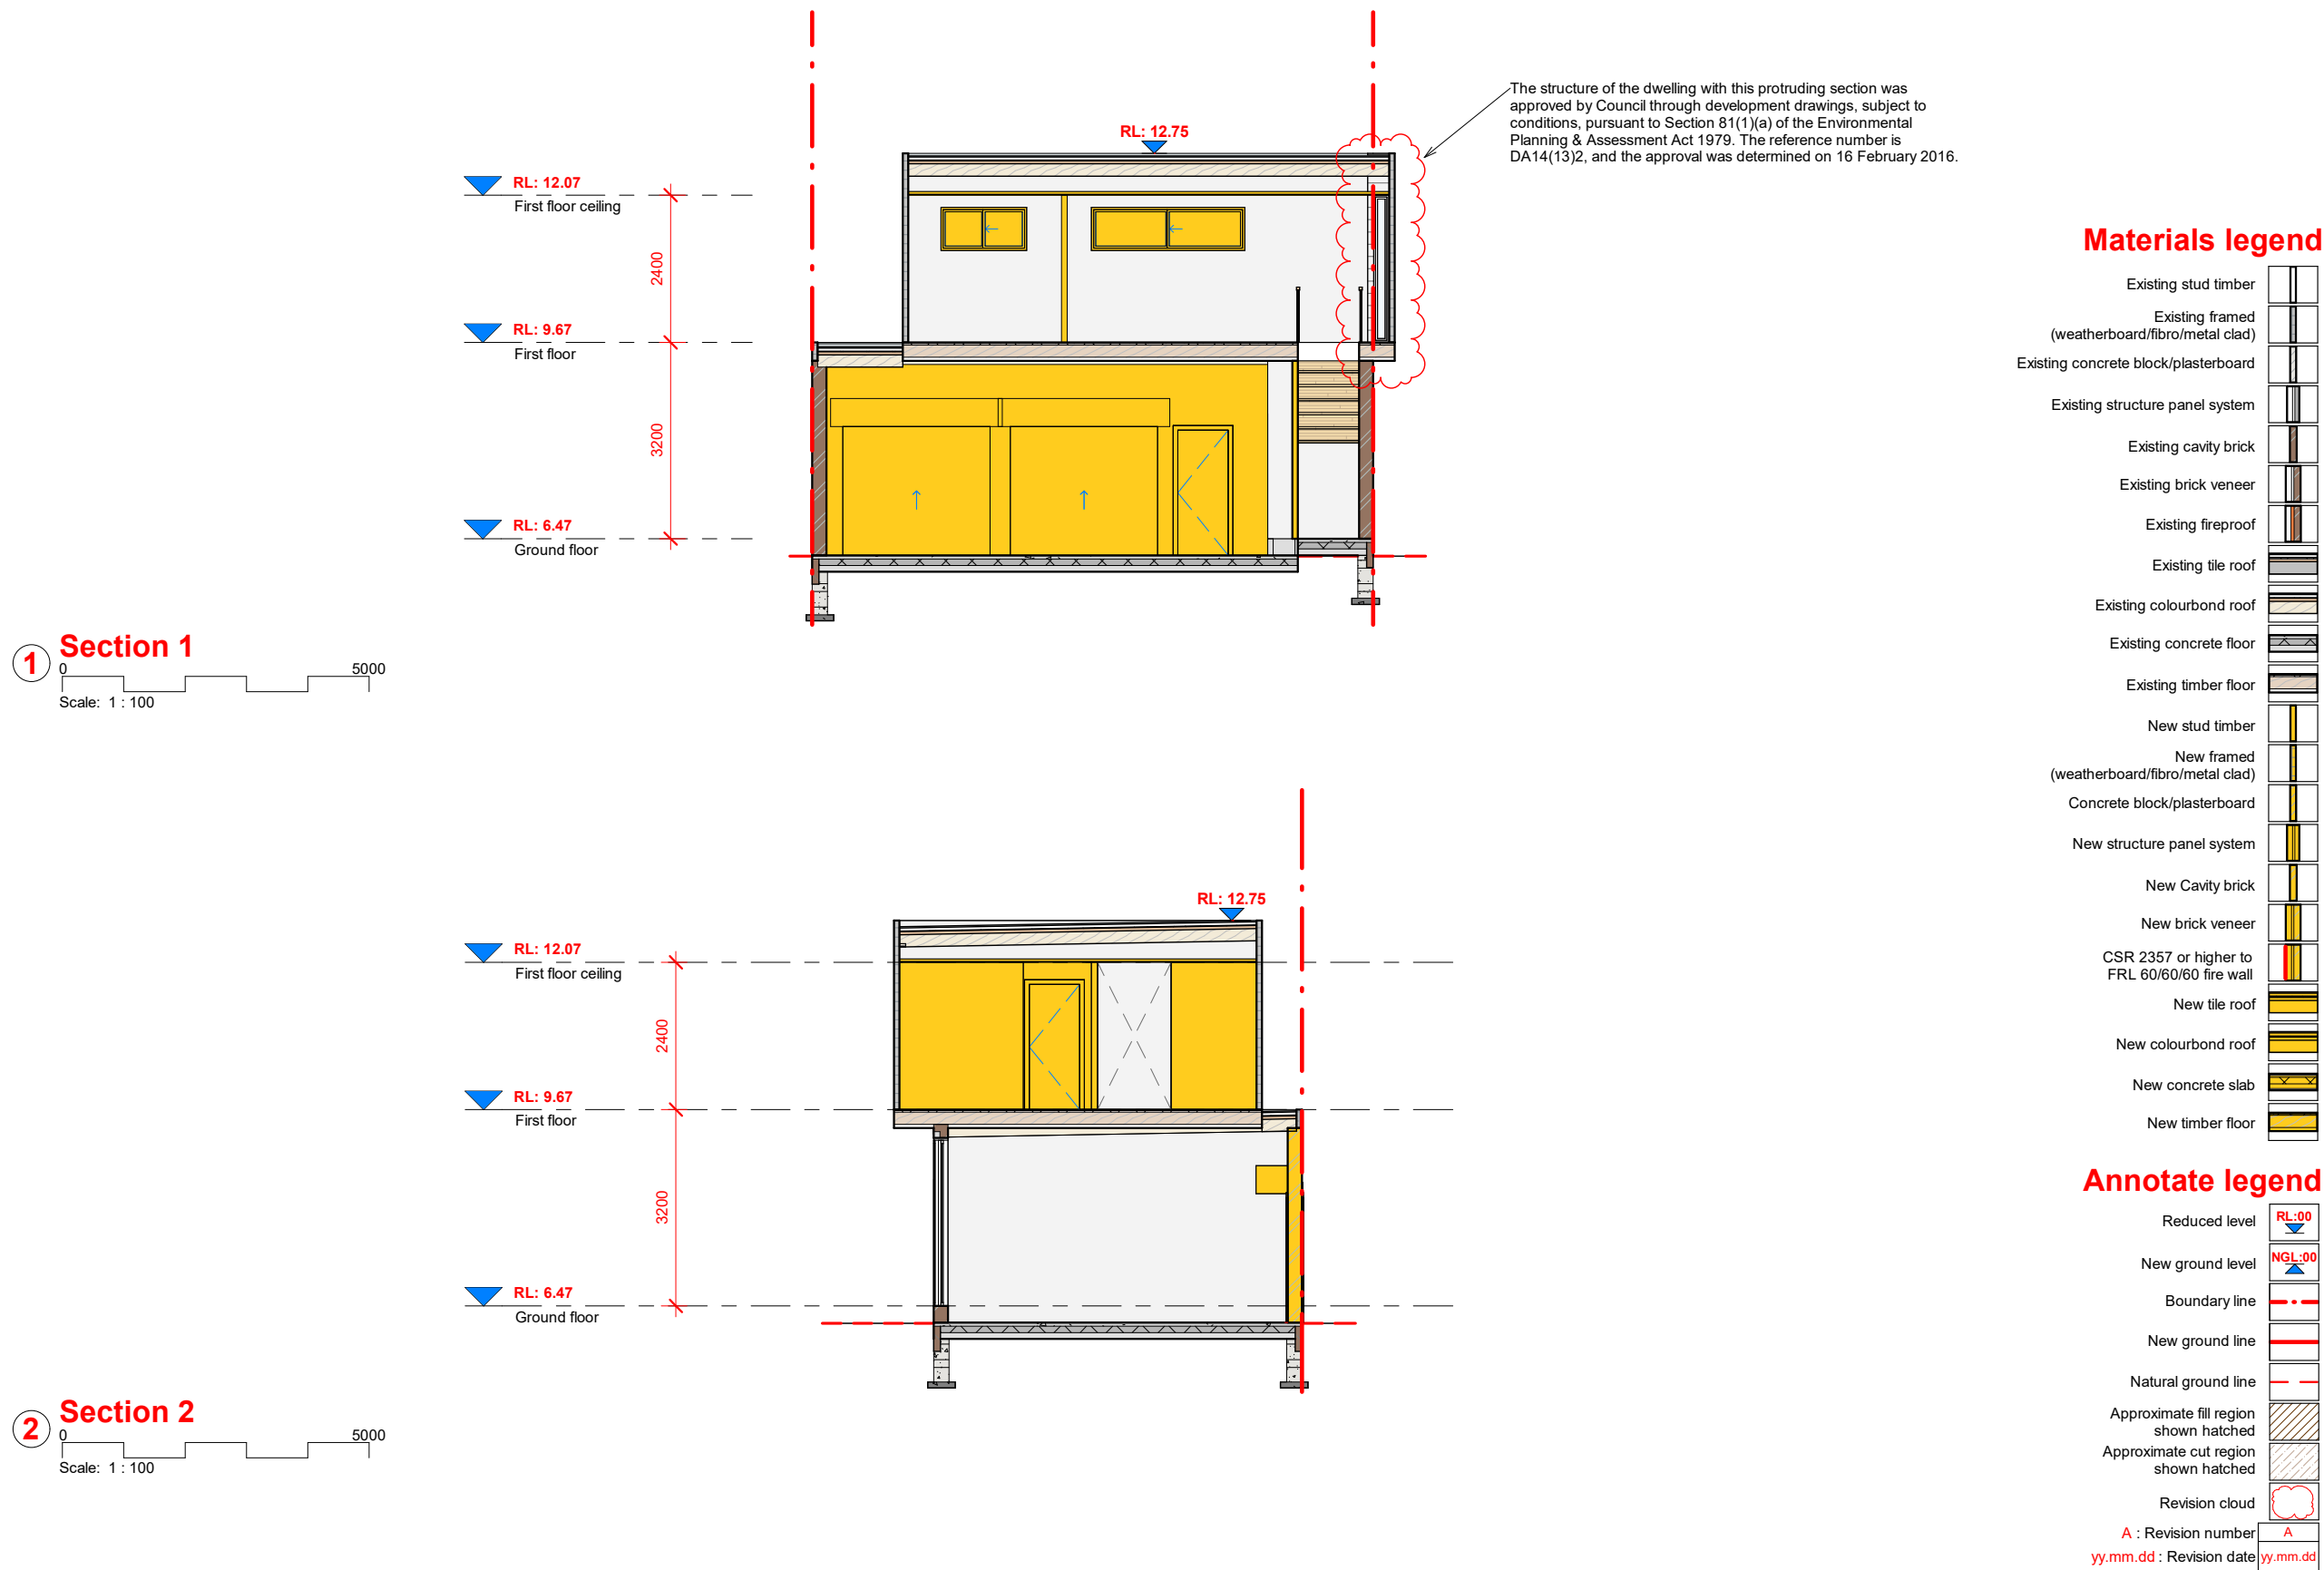 The structure of the dwelling with this protruding section was
approved by Council through development drawings, subject to
conditions, pursuant to Section 81(1)(a) of the Environmental
Planning & Assessment Act 1979. The reference number is
DA14(13)2, and the approval was determined on 16 February 2016.
RL: 12.75
RL: 12.07
First floor ceiling
2400
RL: 9.67
First floor
3200
RL: 6.47
Ground floor
1 Section 1
0 5000
Scale: 1 : 100
RL: 12.75
RL: 12.07
First floor ceiling
2400
RL: 9.67
First floor
3200
RL: 6.47
Ground floor
2 Section 2
0 5000
Scale: 1 : 100
Materials legend
Existing stud timber
Existing framed
(weatherboard/fibro/metal clad)
Existing concrete block/plasterboard
Existing structure panel system
Existing cavity brick
Existing brick veneer
Existing fireproof
Existing tile roof
Existing colourbond roof
Existing concrete floor
Existing timber floor
New stud timber
New framed
(weatherboard/fibro/metal clad)
Concrete block/plasterboard
New structure panel system
New Cavity brick
New brick veneer
CSR 2357 or higher to
FRL 60/60/60 fire wall
New tile roof
New colourbond roof
New concrete slab
New timber floor
Annotate legend
Reduced level RL:00
New ground level NGL:00
Boundary line
New ground line
Natural ground line
Approximate fill region
shown hatched
Approximate cut region
shown hatched
Revision cloud
A : Revision number A
yy.mm.dd : Revision date yy.mm.dd